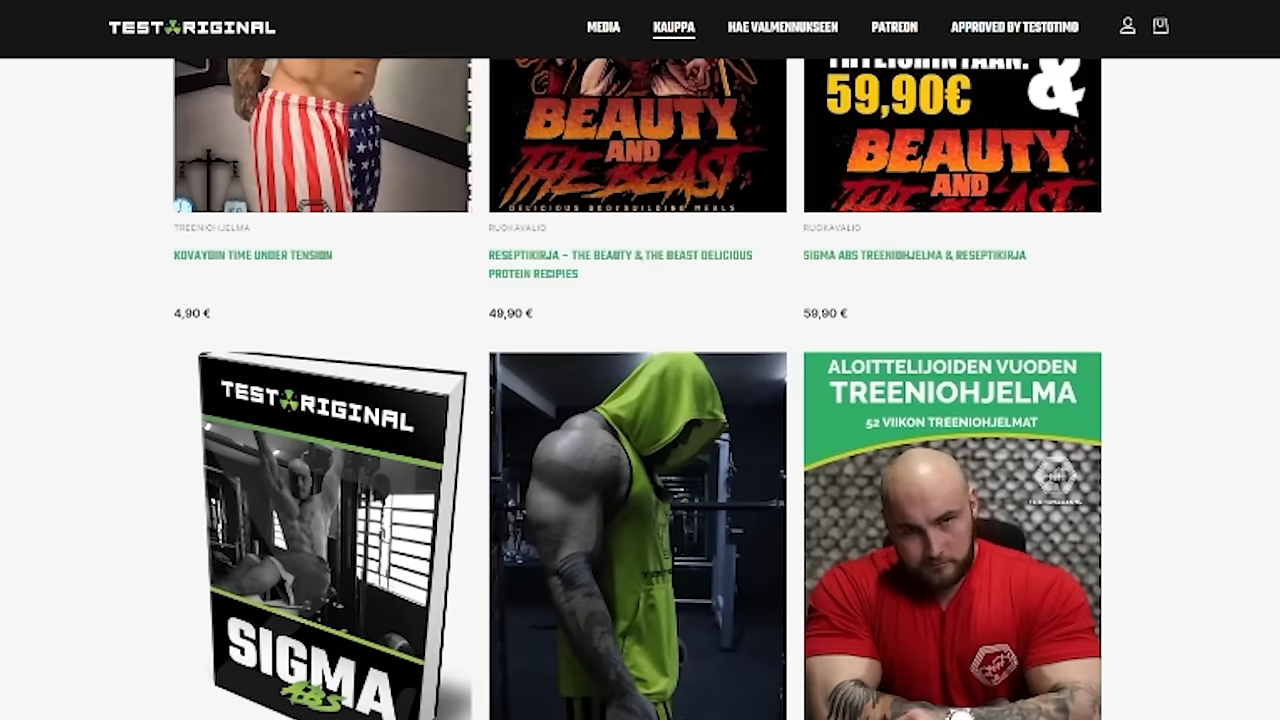 TESTORIGINAL
MEDIA KAUPPA HAE VALMENNUKSEEN PATREON APPROVED BY TESTOTIMO
59,90€
&
BEAUTY
AND
THE BEAST
DELICIOUS BODYBUILDING MEALS
BEAUTY
AND
THE BEAST
TREENIOHJELMA
KOVAYDIN TIME UNDER TENSION
4,90 €
RUOKAVALIO
RESEPTIKIRJA – THE BEAUTY & THE BEAST DELICIOUS
PROTEIN RECIPIES
49,90 €
RUOKAVALIO
SIGMA ABS TREENIOHJELMA & RESEPTIKIRJA
59,90 €
TESTORIGINAL
SIGMA
ABS
ALOITTELIJOIDEN VUODEN
TREENIOHJELMA
52 VIIKON TREENIOHJELMAT